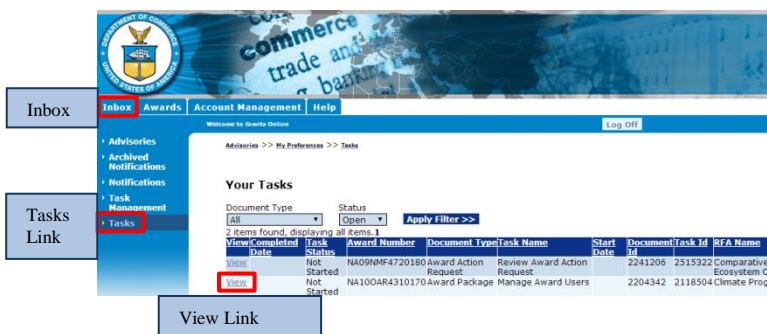 DEPARTMENT OF COMMERCE
UNITED STATES OF AMERICA
commerce
trade and
banking
Inbox
Inbox Awards Account Management Help
Welcome to Grants Online Log Off
Advisories
Advisories >> My Preferences >> Tasks
Archived
Notifications
Notifications
Your Tasks
Task
Management
Document Type Status
Tasks
Link
Tasks
All Open Apply Filter >>
2 items found, displaying all items.1
View Completed Date Task Status Award Number Document Type Task Name Start Date Document Id Task Id RFA Name
View Not Started NA09NMF4720180 Award Action Request Review Award Action Request 2241206 2515322 Comparative Ecosystem
View Not Started NA10OAR4310170 Award Package Manage Award Users 2204342 2118504 Climate Prog
View Link